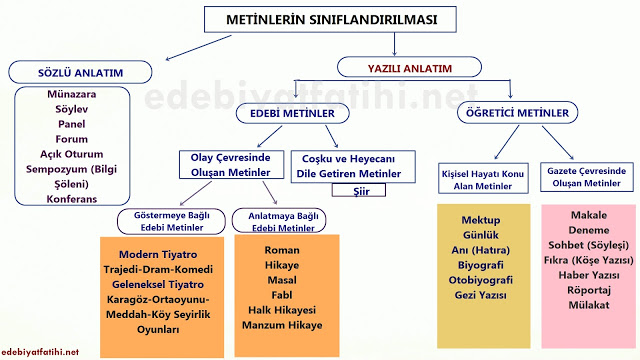 METİNLERİN SINIFLANDIRILMASI
SÖZLÜ ANLATIM
Münazara
Söylev
Panel
Forum
Açık Oturum
Sempozyum (Bilgi
Şöleni)
Konferans
YAZILI ANLATIM
edebiyatfatihi.net
EDEBİ METİNLER
ÖĞRETİCİ METİNLER
Olay Çevresinde
Oluşan Metinler
Coşku ve Heyecanı
Dile Getiren Metinler
Şiir
Kişisel Hayatı Konu
Alan Metinler
Gazete Çevresinde
Oluşan Metinler
Göstermeye Bağlı
Edebi Metinler
Anlatmaya Bağlı
Edebi Metinler
Modern Tiyatro
Trajedi-Dram-Komedi
Geleneksel Tiyatro
Karagöz-Ortaoyunu-
Meddah-Köy Seyirlik
Oyunları
Roman
Hikaye
Masal
Fabl
Halk Hikayesi
Manzum Hikaye
Mektup
Günlük
Anı (Hatıra)
Biyografi
Otobiyografi
Gezi Yazısı
Makale
Deneme
Sohbet (Söyleşi)
Fıkra (Köşe Yazısı)
Haber Yazısı
Röportaj
Mülakat
edebiyatfatihi.net